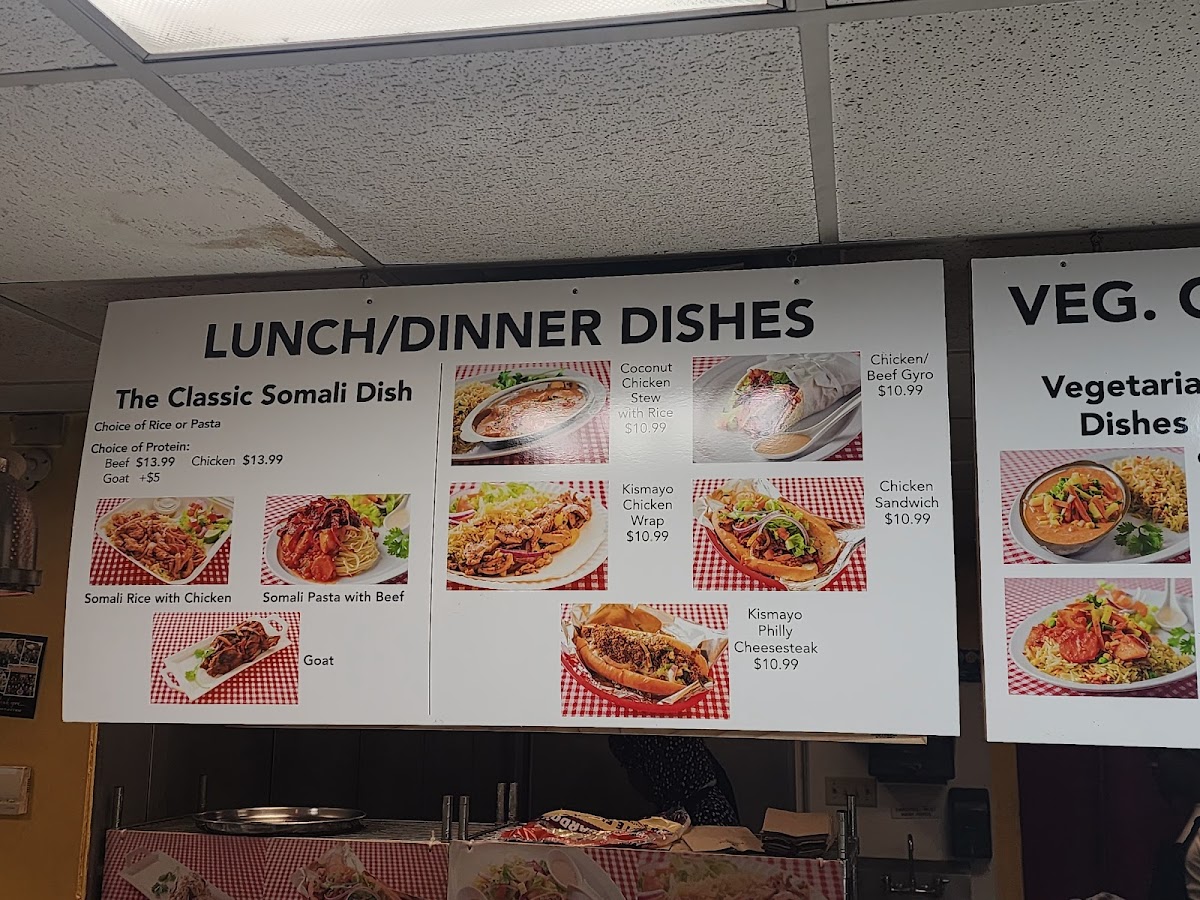 LUNCH/DINNER DISHES
The Classic Somali Dish
Choice of Rice or Pasta
Choice of Protein:
Beef $13.99 Chicken $13.99
Goat +$5
Somali Rice with Chicken
Somali Pasta with Beef
Goat
Coconut
Chicken
Stew
with Rice
$10.99
Chicken/
Beef Gyro
$10.99
Kismayo
Chicken
Wrap
$10.99
Chicken
Sandwich
$10.99
Kismayo
Philly
Cheesesteak
$10.99
VEG.
Vegetaria
Dishes